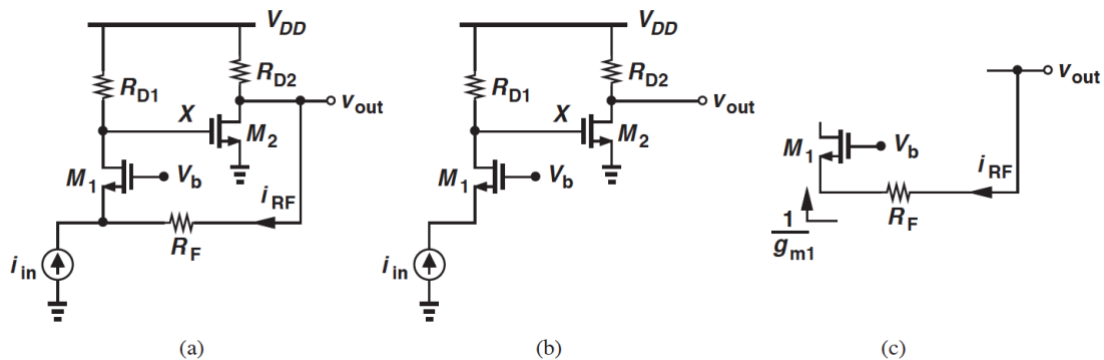 V_DD
R_D1
R_D2
v_out
X
M_2
M_1
V_b
i_RF
R_F
i_in
(a)
V_DD
R_D1
R_D2
v_out
X
M_2
M_1
V_b
i_in
(b)
v_out
M_1
V_b
i_RF
1
g_m1
R_F
(c)